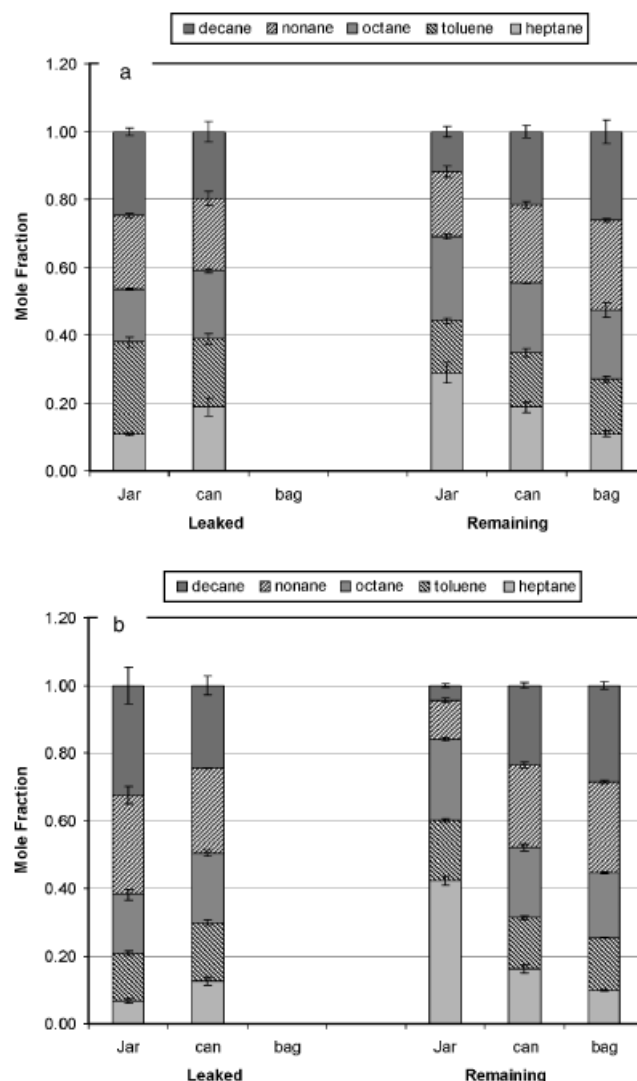 decane nonane octane toluene heptane
a
1.20
1.00
0.80
0.60
0.40
0.20
0.00
Mole Fraction
Jar can bag Jar can bag
Leaked Remaining
decane nonane octane toluene heptane
b
1.20
1.00
0.80
0.60
0.40
0.20
0.00
Mole Fraction
Jar can bag Jar can bag
Leaked Remaining